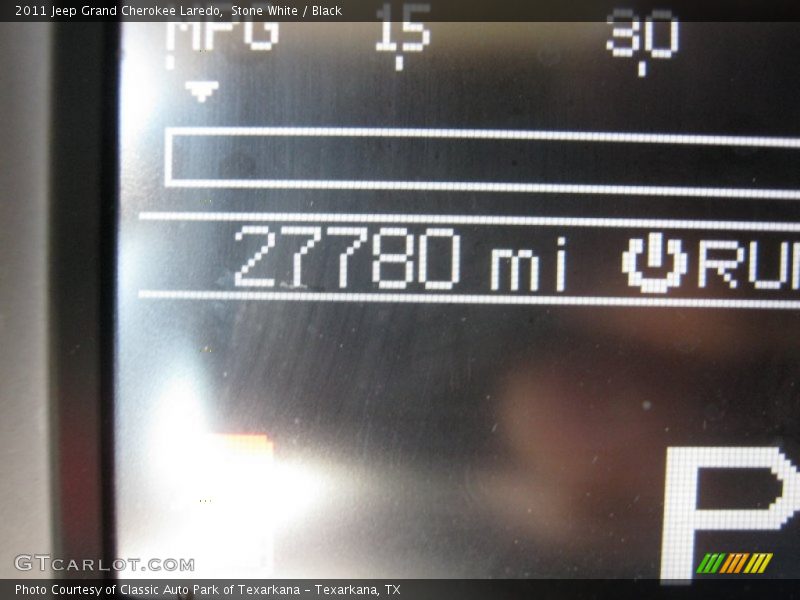 2011 Jeep Grand Cherokee Laredo, Stone White / Black
MPG 15 30
27780 mi RUN
P
GTcarlot.com
Photo Courtesy of Classic Auto Park of Texarkana - Texarkana, TX